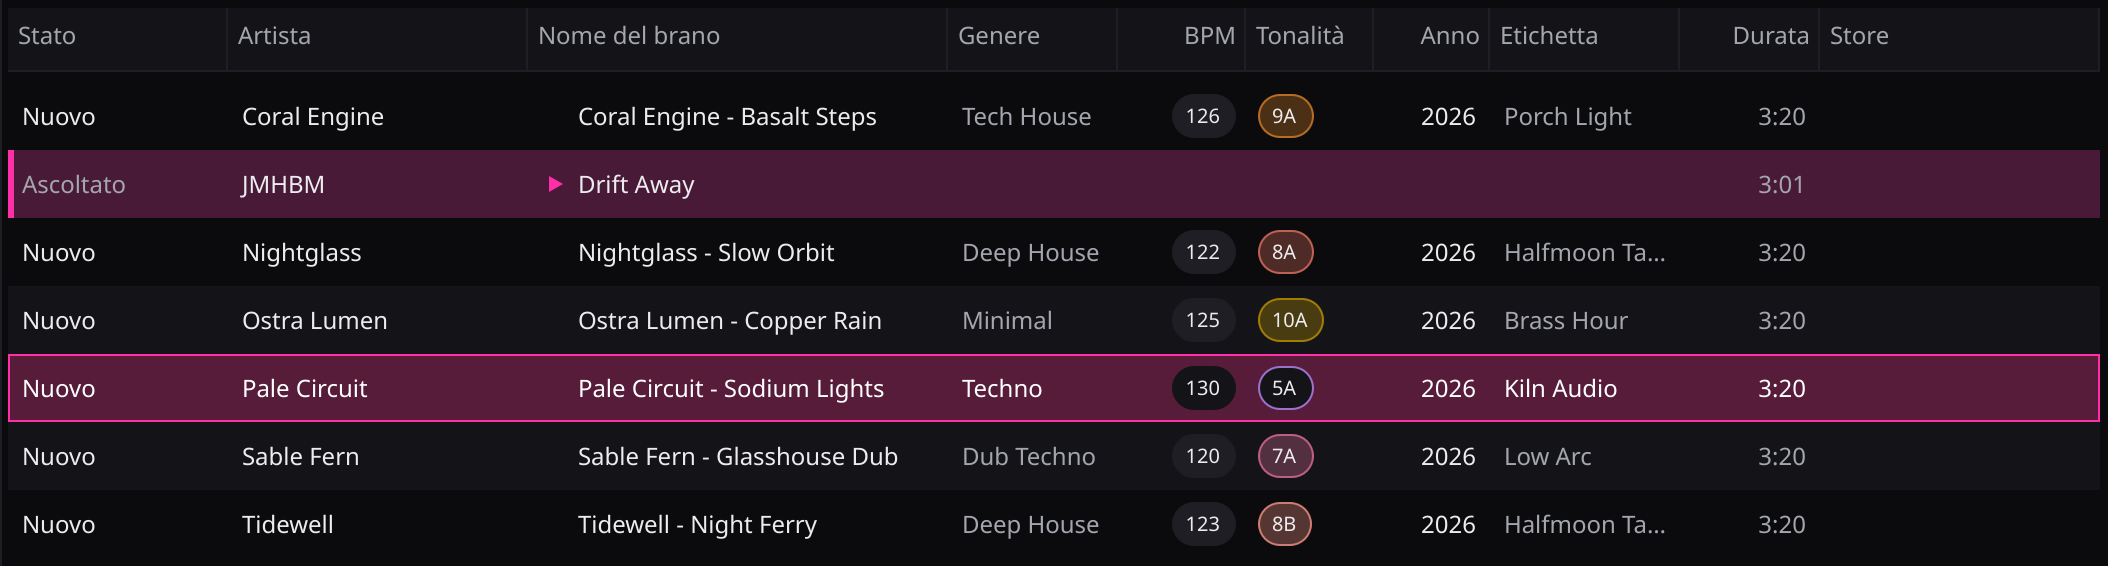 Stato Artista Nome del brano Genere BPM Tonalità Anno Etichetta Durata Store
Nuovo Coral Engine Coral Engine - Basalt Steps Tech House 126 9A 2026 Porch Light 3:20
Ascoltato JMHBM Drift Away 3:01
Nuovo Nightglass Nightglass - Slow Orbit Deep House 122 8A 2026 Halfmoon Ta... 3:20
Nuovo Ostra Lumen Ostra Lumen - Copper Rain Minimal 125 10A 2026 Brass Hour 3:20
Nuovo Pale Circuit Pale Circuit - Sodium Lights Techno 130 5A 2026 Kiln Audio 3:20
Nuovo Sable Fern Sable Fern - Glasshouse Dub Dub Techno 120 7A 2026 Low Arc 3:20
Nuovo Tidewell Tidewell - Night Ferry Deep House 123 8B 2026 Halfmoon Ta... 3:20